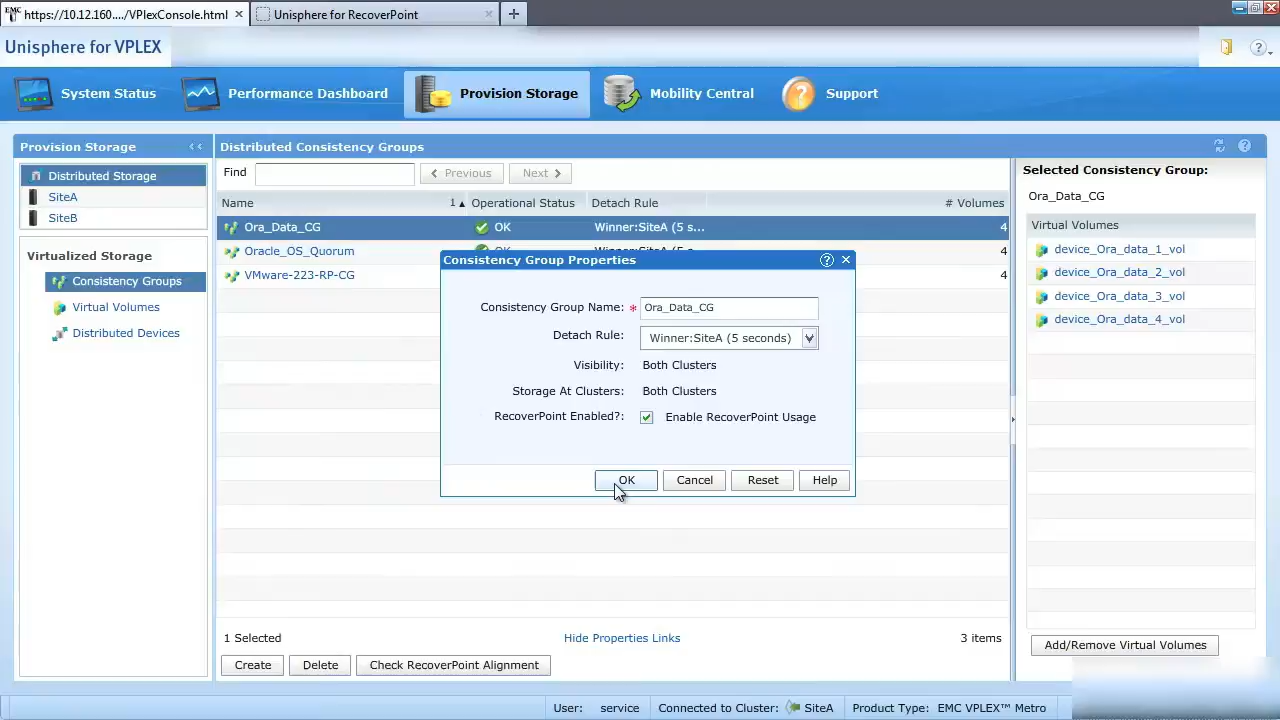 EMC https://10.12.160..../VPlexConsole.html × Unisphere for RecoverPoint × +
Unisphere for VPLEX
System Status Performance Dashboard Provision Storage Mobility Central Support
Provision Storage
Distributed Storage
SiteA
SiteB
Virtualized Storage
Consistency Groups
Virtual Volumes
Distributed Devices
Distributed Consistency Groups
Find Previous Next
Name 1 Operational Status Detach Rule # Volumes
Ora_Data_CG OK Winner:SiteA (5 s... 4
Oracle_OS_Quorum 4
VMware-223-RP-CG 4
Consistency Group Properties
Consistency Group Name: * Ora_Data_CG
Detach Rule: Winner:SiteA (5 seconds)
Visibility: Both Clusters
Storage At Clusters: Both Clusters
RecoverPoint Enabled?: Enable RecoverPoint Usage
OK Cancel Reset Help
1 Selected Hide Properties Links 3 items
Create Delete Check RecoverPoint Alignment
Selected Consistency Group:
Ora_Data_CG
Virtual Volumes
device_Ora_data_1_vol
device_Ora_data_2_vol
device_Ora_data_3_vol
device_Ora_data_4_vol
Add/Remove Virtual Volumes
User: service Connected to Cluster: SiteA Product Type: EMC VPLEX™ Metro